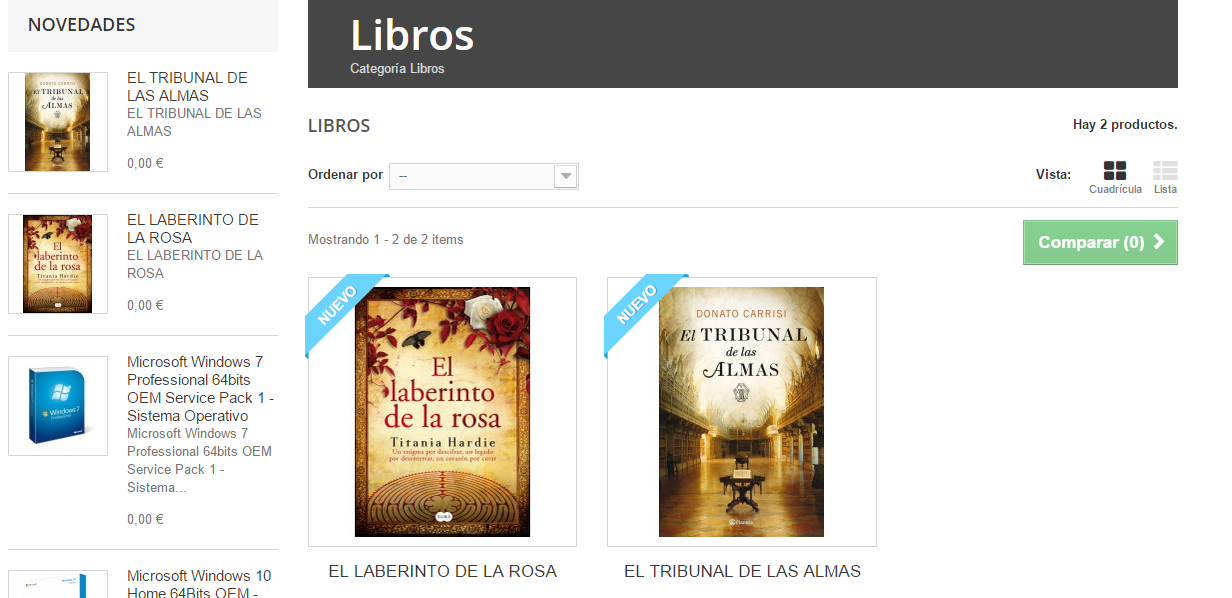 NOVEDADES
EL TRIBUNAL DE
LAS ALMAS
EL TRIBUNAL DE LAS
ALMAS
0,00 €
EL LABERINTO DE
LA ROSA
EL LABERINTO DE LA
ROSA
0,00 €
Microsoft Windows 7
Professional 64bits
OEM Service Pack 1 -
Sistema Operativo
Microsoft Windows 7
Professional 64bits OEM
Service Pack 1 -
Sistema...
0,00 €
Microsoft Windows 10
Home 64Bits OEM -
DONATO CARRISI
El TRIBUNAL
de las
ALMAS
El
laberinto
de la rosa
Titania Hardie
Windows 7
Libros
Categoría Libros
LIBROS
Hay 2 productos.
Ordenar por
--
Vista:
Cuadrícula
Lista
Mostrando 1 - 2 de 2 items
Comparar (0)
NUEVO
El
laberinto
de la rosa
Titania Hardie
Un enigma por descifrar, un legado
por desenterrar, un corazón por curar
NUEVO
DONATO CARRISI
El TRIBUNAL
de las
ALMAS
Planeta
EL LABERINTO DE LA ROSA
EL TRIBUNAL DE LAS ALMAS